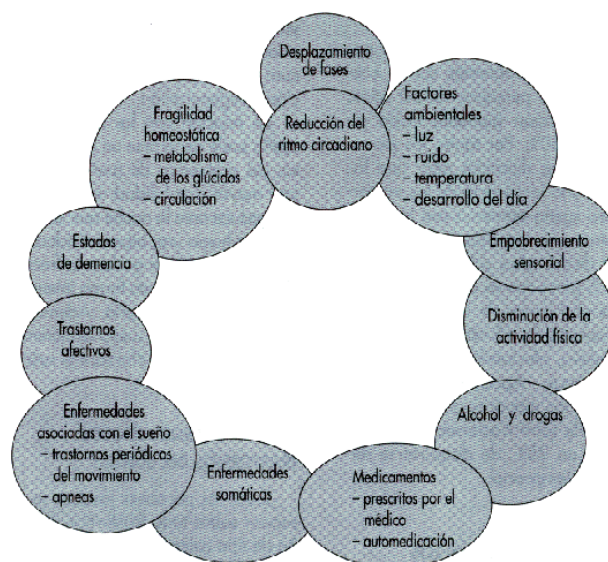 Desplazamiento
de fases
Reducción del
ritmo circadiano
Factores
ambientales
– luz
– ruido
– temperatura
– desarrollo del día
Empobrecimiento
sensorial
Disminución de la
actividad física
Alcohol y drogas
Medicamentos
– prescritos por el
médico
– automedicación
Enfermedades
somáticas
Enfermedades
asociadas con el sueño
– trastornos periódicos
del movimiento
– apneas
Trastornos
afectivos
Estados
de demencia
Fragilidad
homeostática
– metabolismo
de los glúcidos
– circulación